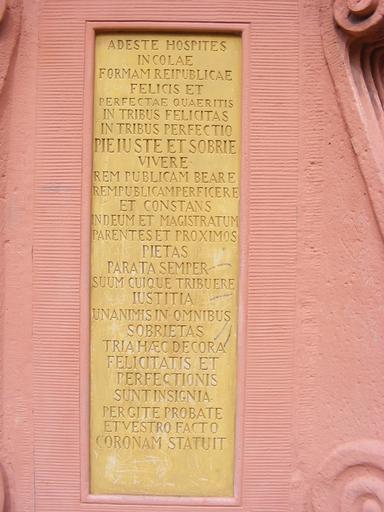 ADESTE HOSPITES
INCOLAE
FORMAM REIPUBLICAE
FELICIS ET
PERFECTAE QUAERITIS
IN TRIBUS FELICITAS
IN TRIBUS PERFECTIO
PIE IUSTE ET SOBRIE
VIVERE
REM PUBLICAM BEARE
REMPUBLICAM PERFICERE
ET CONSTANS
IN DEUM ET MAGISTRATUM
PARENTES ET PROXIMOS
PIETAS
PARATA SEMPER
SUUM CUIQUE TRIBUERE
IUSTITIA
UNANIMIS IN OMNIBUS
SOBRIETAS
TRIA HÆC DECORA
FELICITATIS ET
PERFECTIONIS
SUNT INSIGNIA
PERGITE PROBATE
ET VESTRO FACTO
CORONAM STATUIT